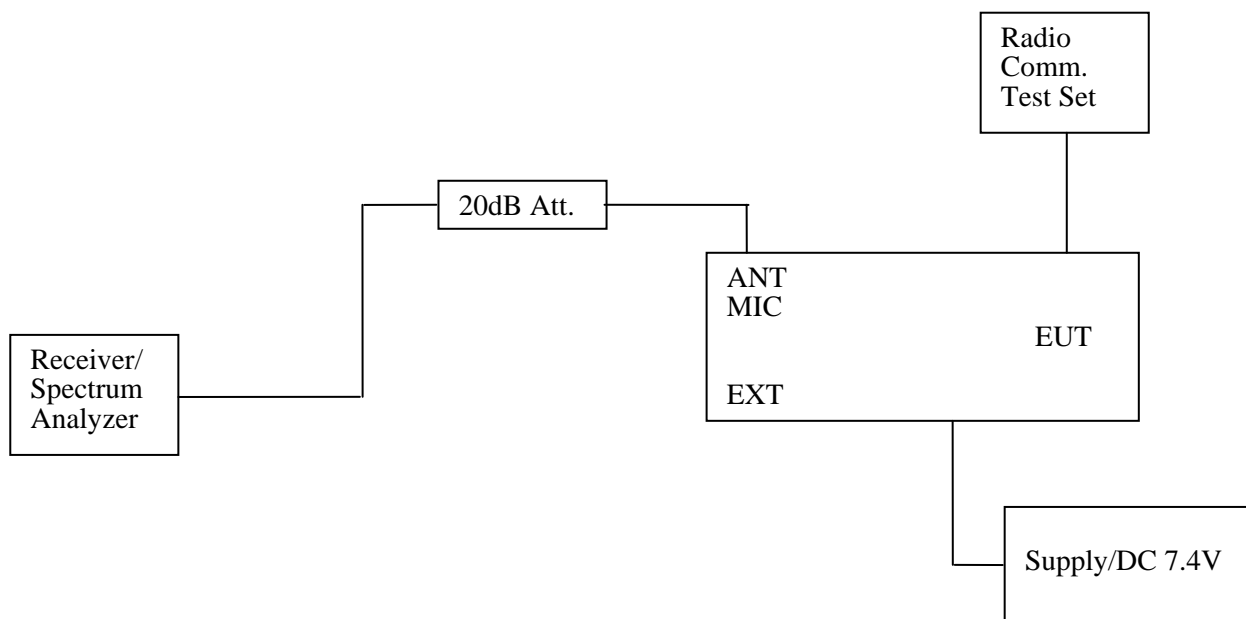 Radio
Comm.
Test Set
20dB Att.
ANT
MIC
EUT
EXT
Receiver/
Spectrum
Analyzer
Supply/DC 7.4V